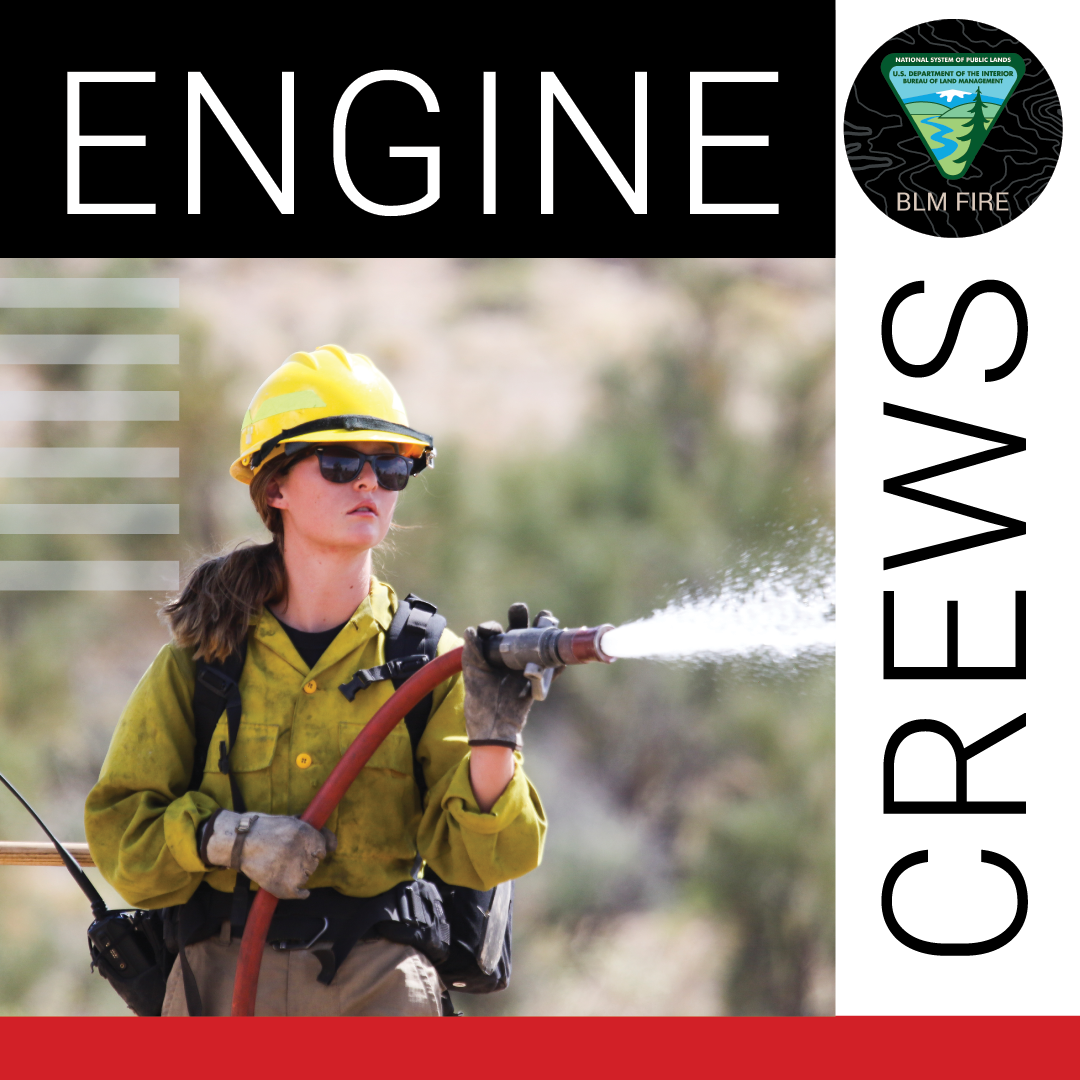 ENGINE
NATIONAL SYSTEM OF PUBLIC LANDS
U.S. DEPARTMENT OF THE INTERIOR
BUREAU OF LAND MANAGEMENT
BLM FIRE
CREWS